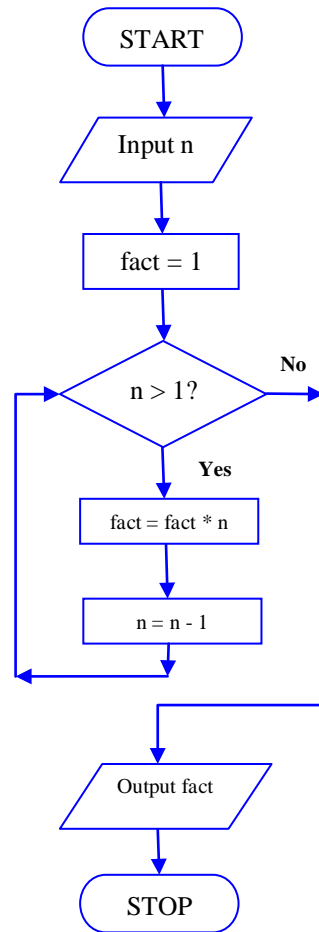 START
Input n
fact = 1
n > 1?
No
Yes
fact = fact * n
n = n - 1
Output fact
STOP